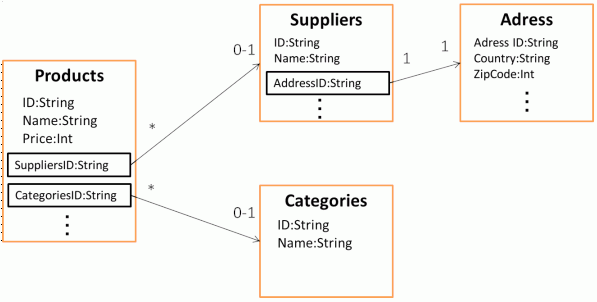 Products
ID:String
Name:String
Price:Int
SuppliersID:String
CategoriesID:String
*
0-1
*
0-1
Suppliers
ID:String
Name:String
AddressID:String
1
1
Adress
Adress ID:String
Country:String
ZipCode:Int
Categories
ID:String
Name:String